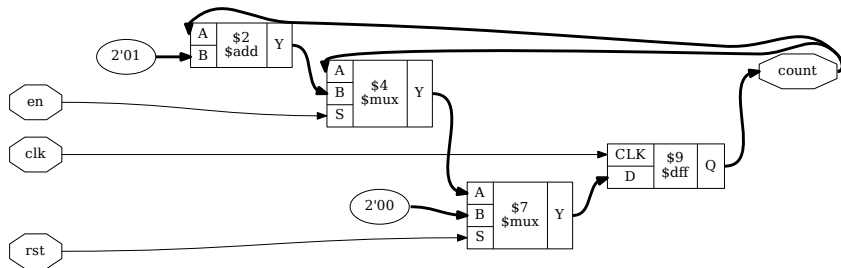 A
B
$2
$add
Y
2'01
A
B
S
$4
$mux
Y
count
en
clk
CLK
D
$9
$dff
Q
2'00
A
B
S
$7
$mux
Y
rst